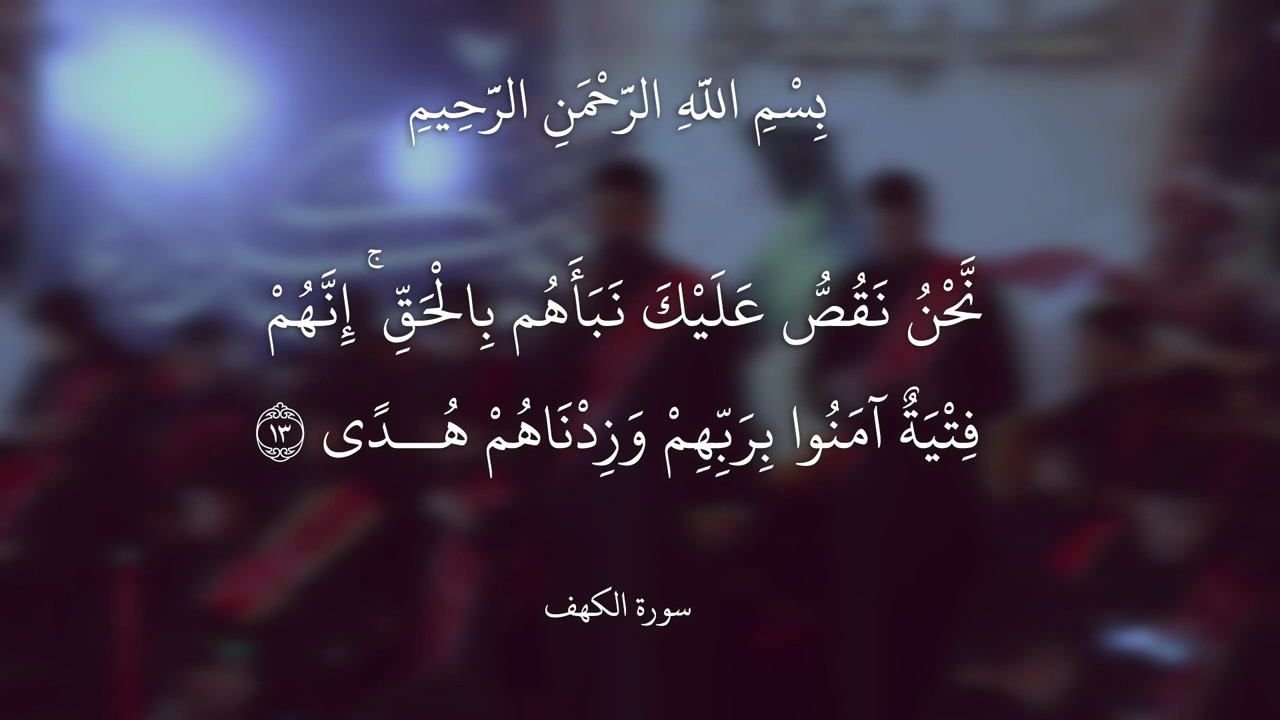 بِسْمِ اللّهِ الرّحْمَنِ الرّحِيمِ
نَّحْنُ نَقُصُّ عَلَيْكَ نَبَأَهُم بِالْحَقِّ ۚ إِنَّهُمْ
فِتْيَةٌ آمَنُوا بِرَبِّهِمْ وَزِدْنَاهُمْ هُـــدًى ﴿١٣﴾
سورة الكهف